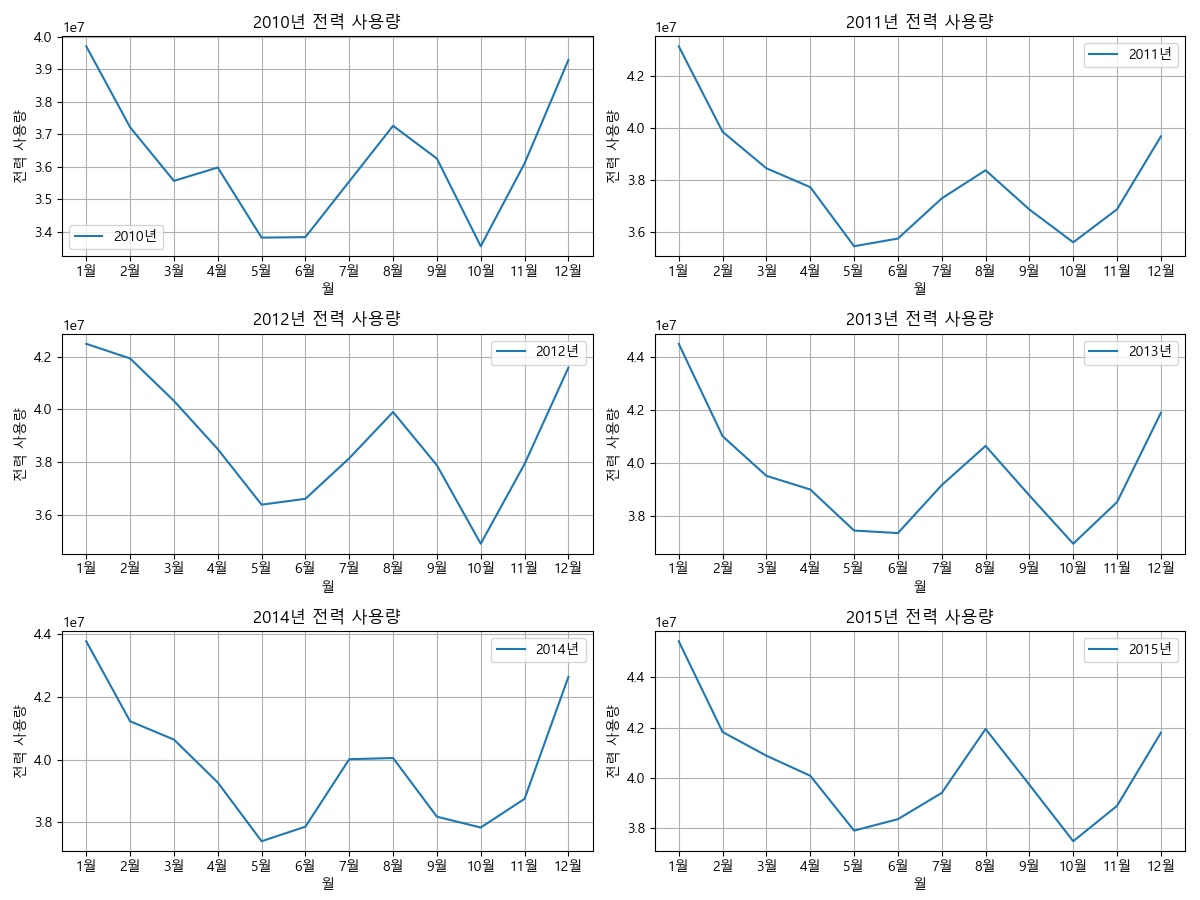 2010년 전력 사용량
1e7
전력 사용량
4.0
3.9
3.8
3.7
3.6
3.5
3.4
2010년
1월 2월 3월 4월 5월 6월 7월 8월 9월 10월 11월 12월
월
2011년 전력 사용량
1e7
전력 사용량
4.2
4.0
3.8
3.6
2011년
1월 2월 3월 4월 5월 6월 7월 8월 9월 10월 11월 12월
월
2012년 전력 사용량
1e7
전력 사용량
4.2
4.0
3.8
3.6
2012년
1월 2월 3월 4월 5월 6월 7월 8월 9월 10월 11월 12월
월
2013년 전력 사용량
1e7
전력 사용량
4.4
4.2
4.0
3.8
2013년
1월 2월 3월 4월 5월 6월 7월 8월 9월 10월 11월 12월
월
2014년 전력 사용량
1e7
전력 사용량
4.4
4.2
4.0
3.8
2014년
1월 2월 3월 4월 5월 6월 7월 8월 9월 10월 11월 12월
월
2015년 전력 사용량
1e7
전력 사용량
4.4
4.2
4.0
3.8
2015년
1월 2월 3월 4월 5월 6월 7월 8월 9월 10월 11월 12월
월